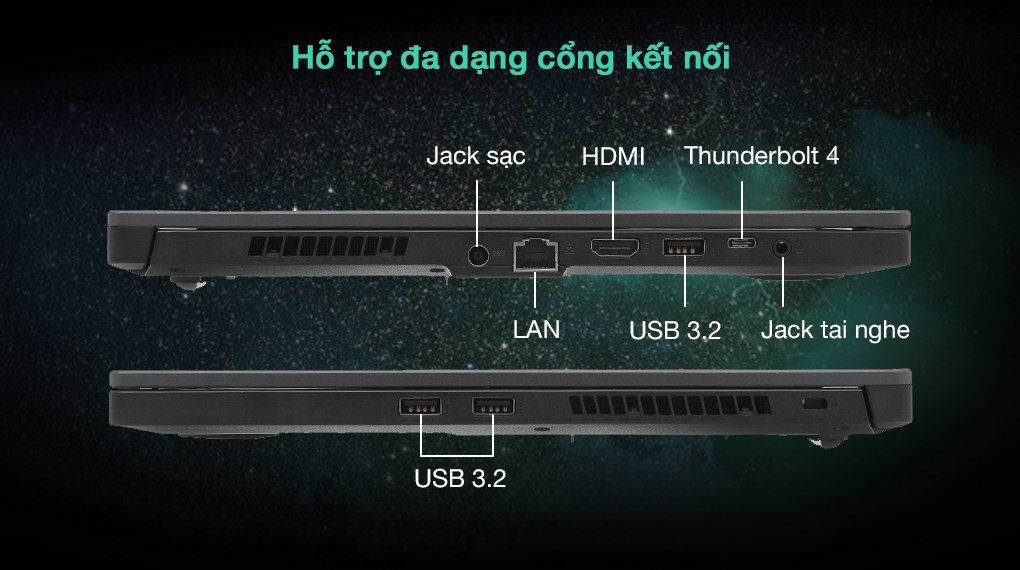 Hỗ trợ đa dạng cổng kết nối
Jack sạc
HDMI
Thunderbolt 4
LAN
USB 3.2
Jack tai nghe
USB 3.2